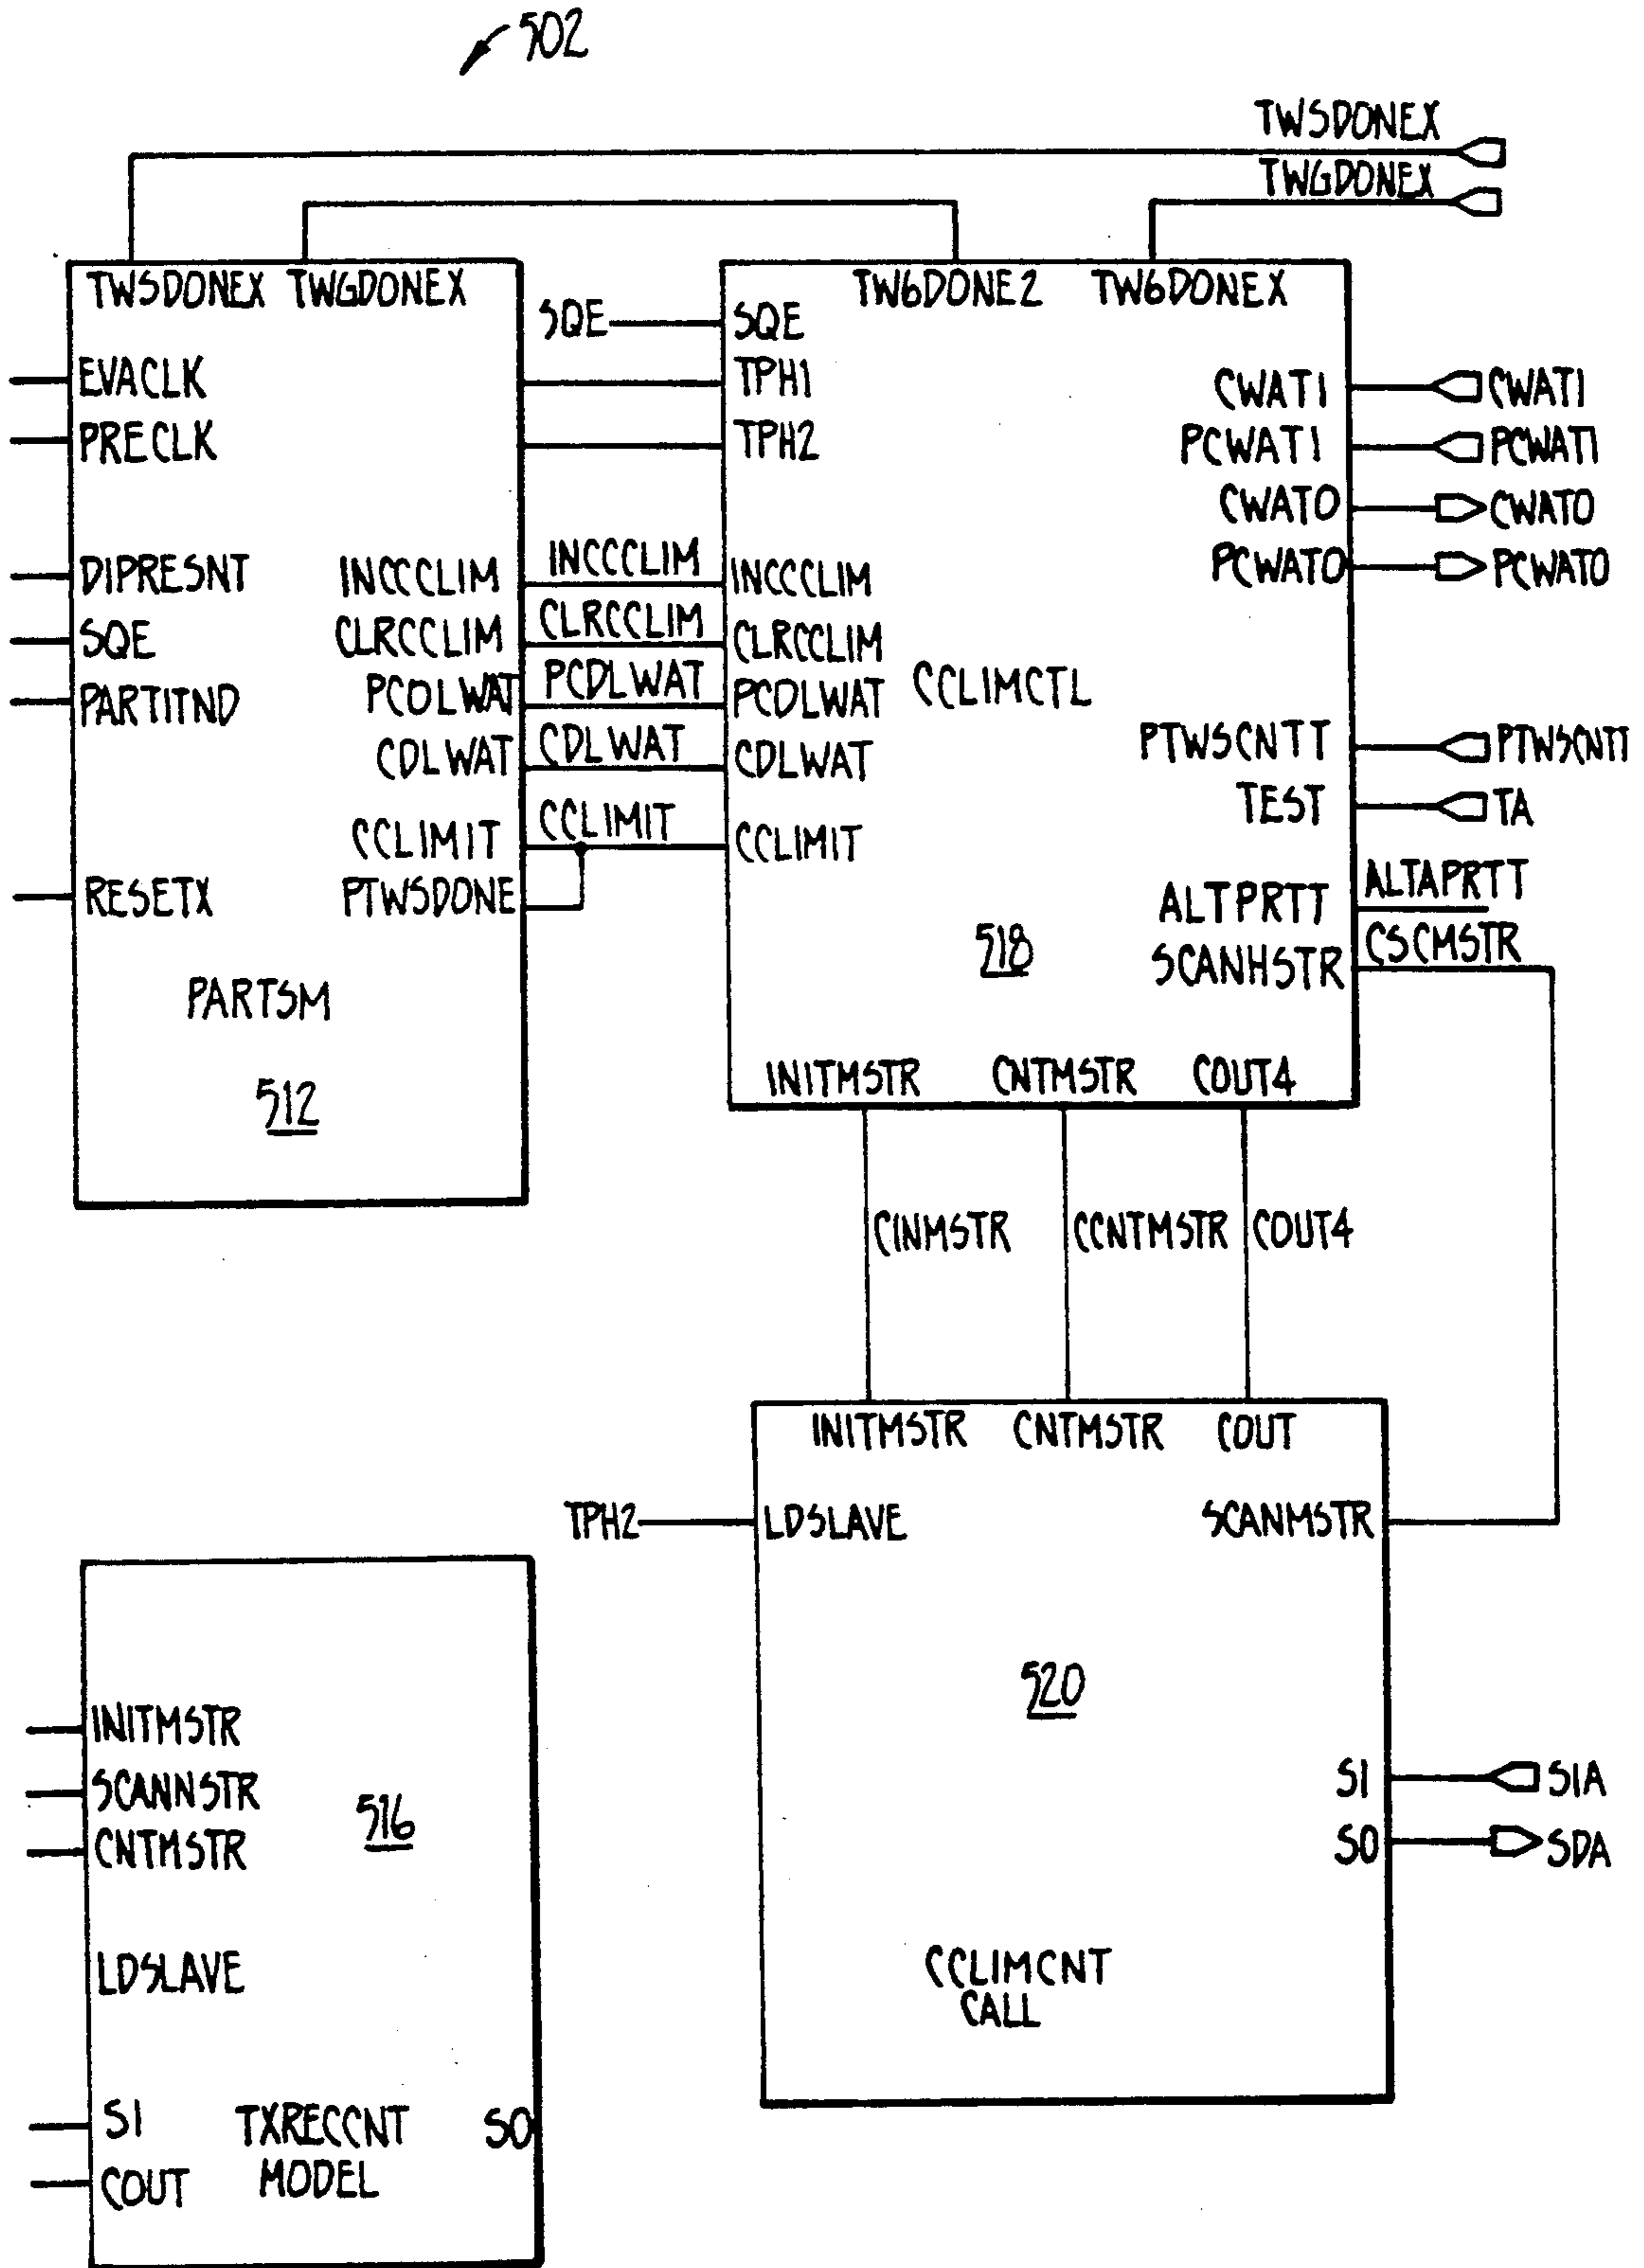 502
TWSDONEX
TWGDONEX
TWSDONEX TWGDONEX
EVACLK
PRECLK
DIPRESNT
SQE
PARTITND
RESETX
INCCCLIM
CLRCCLIM
PCOLWAT
CDLWAT
CCLIMIT
PTWSDONE
PARTSM
512
SQE
INCCCLIM
CLRCCLIM
PCDLWAT
CDLWAT
CCLIMIT
TW6DONE2 TW6DONEX
SQE
TPH1
TPH2
INCCCLIM
CLRCCLIM
PCDLWAT
CDLWAT
CCLIMIT
CCLIMCTL
518
CWATI
PCWATI
CWATO
PCWATO
PTWSCNTT
TEST
ALTPRTT
SCANHSTR
INITMSTR CNTMSTR COUT4
CWATI
PCWATI
CWATO
PCWATO
PTWSCNTT
TA
ALTAPRTT
CSCMSTR
CINMSTR CCNTMSTR COUT4
INITMSTR CNTMSTR COUT
TPH2
LDSLAVE
SCANMSTR
520
SI
SO
SIA
SDA
CCLIMCNT
CALL
INITMSTR
SCANNSTR
CNTMSTR
516
LDSLAVE
SI
COUT
TXRECCNT
MODEL
SO